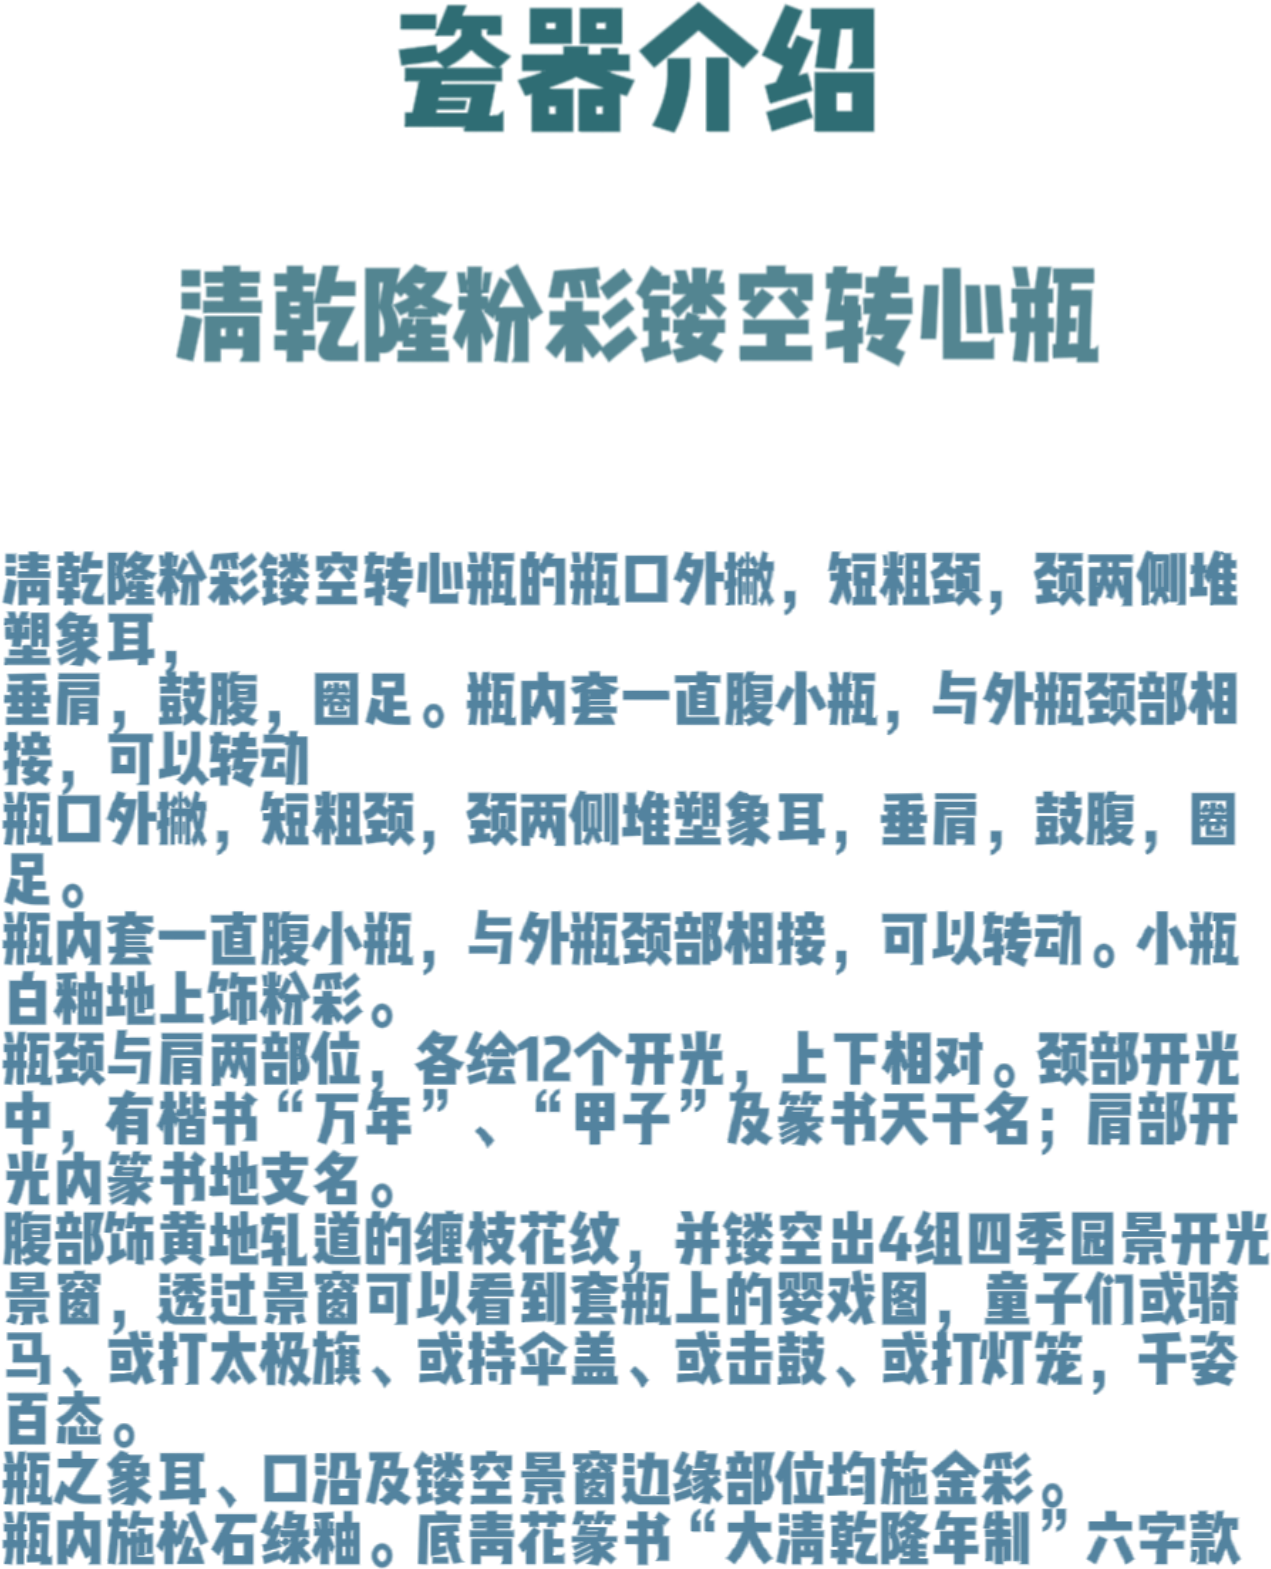 瓷器介绍
清乾隆粉彩镂空转心瓶
清乾隆粉彩镂空转心瓶的瓶口外撇，短粗颈，颈两侧堆
塑象耳，
垂肩，鼓腹，圈足。瓶内套一直腹小瓶，与外瓶颈部相
接，可以转动
瓶口外撇，短粗颈，颈两侧堆塑象耳，垂肩，鼓腹，圈
足。
瓶内套一直腹小瓶，与外瓶颈部相接，可以转动。小瓶
白釉地上饰粉彩。
瓶颈与肩两部位，各绘12个开光，上下相对。颈部开光
中，有楷书“万年”、“甲子”及篆书天干名；肩部开
光内篆书地支名。
腹部饰黄地轧道的缠枝花纹，并镂空出4组四季园景开光
景窗，透过景窗可以看到套瓶上的婴戏图，童子们或骑
马、或打太极旗、或持伞盖、或击鼓、或打灯笼，千姿
百态。
瓶之象耳、口沿及镂空景窗边缘部位均施金彩。
瓶内施松石绿釉。底青花篆书“大清乾隆年制”六字款